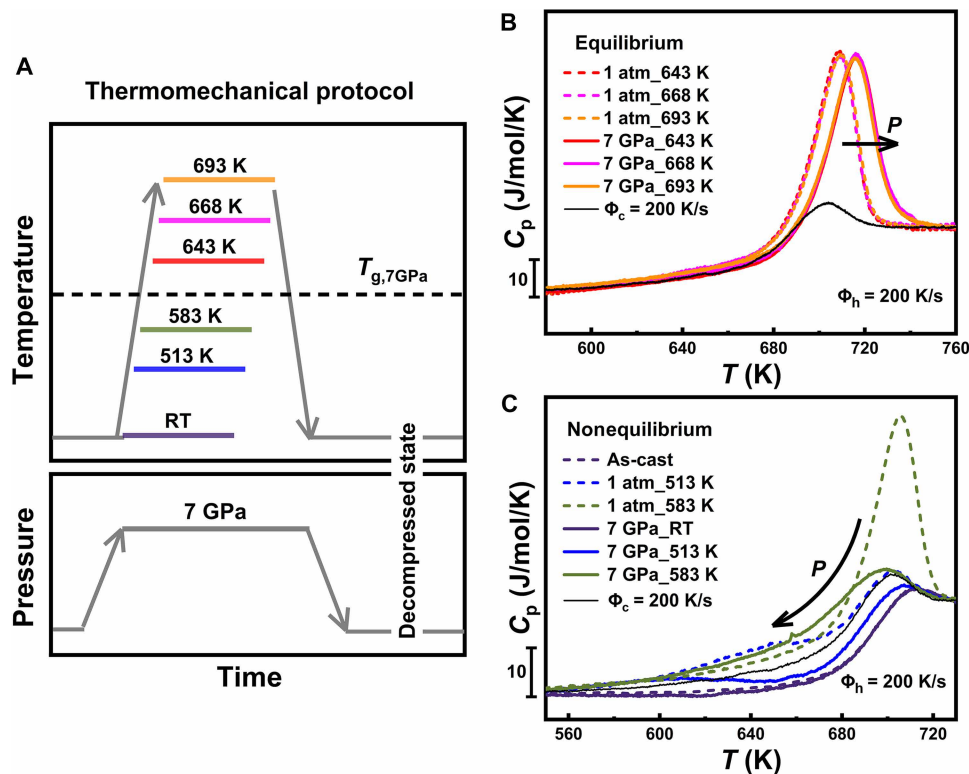 A
Thermomechanical protocol
Temperature
693 K
668 K
643 K
Tg,7GPa
583 K
513 K
RT
Decompressed state
Pressure
7 GPa
Time
B
Equilibrium
1 atm_643 K
1 atm_668 K
1 atm_693 K
7 GPa_643 K
7 GPa_668 K
7 GPa_693 K
Φc = 200 K/s
P
Cp (J/mol/K)
10
Φh = 200 K/s
600 640 680 720 760
T (K)
C
Nonequilibrium
As-cast
1 atm_513 K
1 atm_583 K
7 GPa_RT
7 GPa_513 K
7 GPa_583 K
Φc = 200 K/s
P
Cp (J/mol/K)
10
Φh = 200 K/s
560 600 640 680 720
T (K)